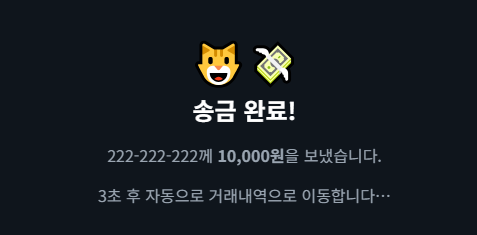 송금 완료!
222-222-222께 10,000원을 보냈습니다.
3초 후 자동으로 거래내역으로 이동합니다…